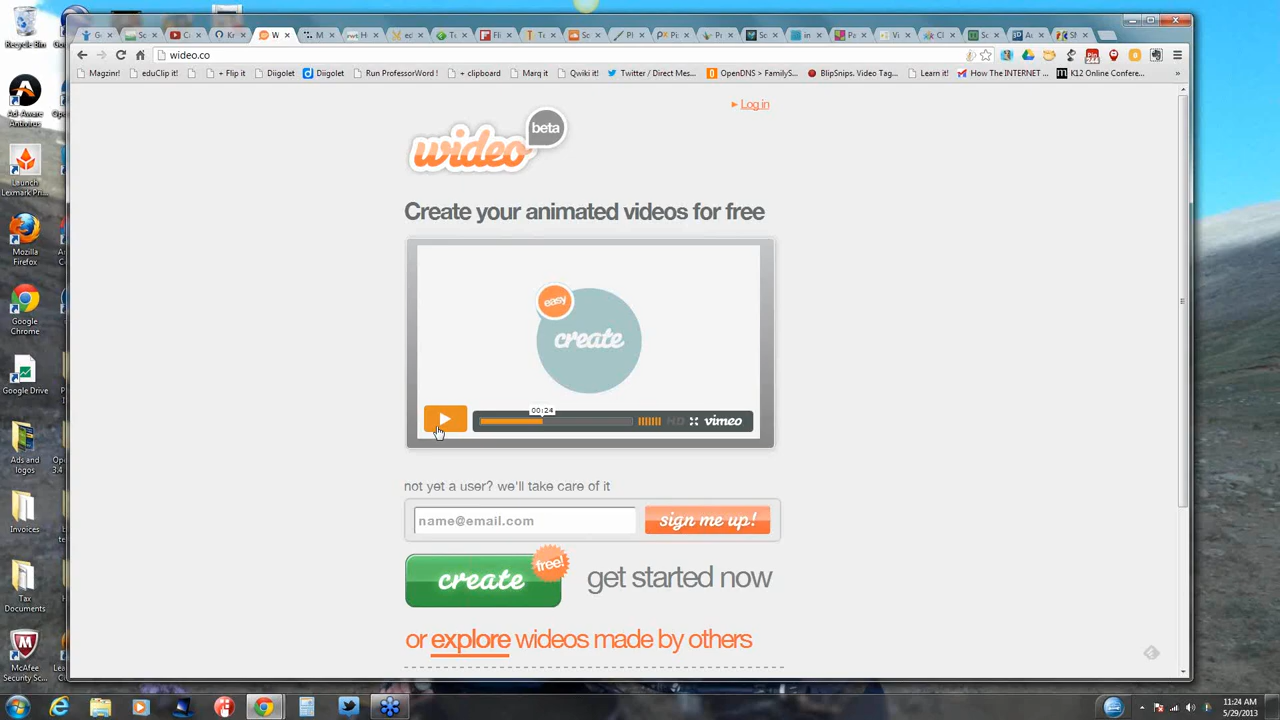 Recycle Bin
Ad-Aware Antivirus
Launch Lexmark Pri...
Mozilla Firefox
Google Chrome
Google Drive
Ads and logos
Invoices
Tax Documents
McAfee Security Sc...
wideo.co
Magzinr!
eduClip it!
+ Flip it
Diigolet
Diigolet
Run ProfessorWord !
+ clipboard
Marq it
Qwiki it!
Twitter / Direct Mes...
OpenDNS > FamilyS...
BlipSnips. Video Tag...
Learn it!
How The INTERNET ...
K12 Online Confere...
»
Log in
wideo
beta
Create your animated videos for free
easy
create
00:24
HD
vimeo
not yet a user? we'll take care of it
name@email.com
sign me up!
create
free!
get started now
or explore wideos made by others
11:24 AM
5/29/2013